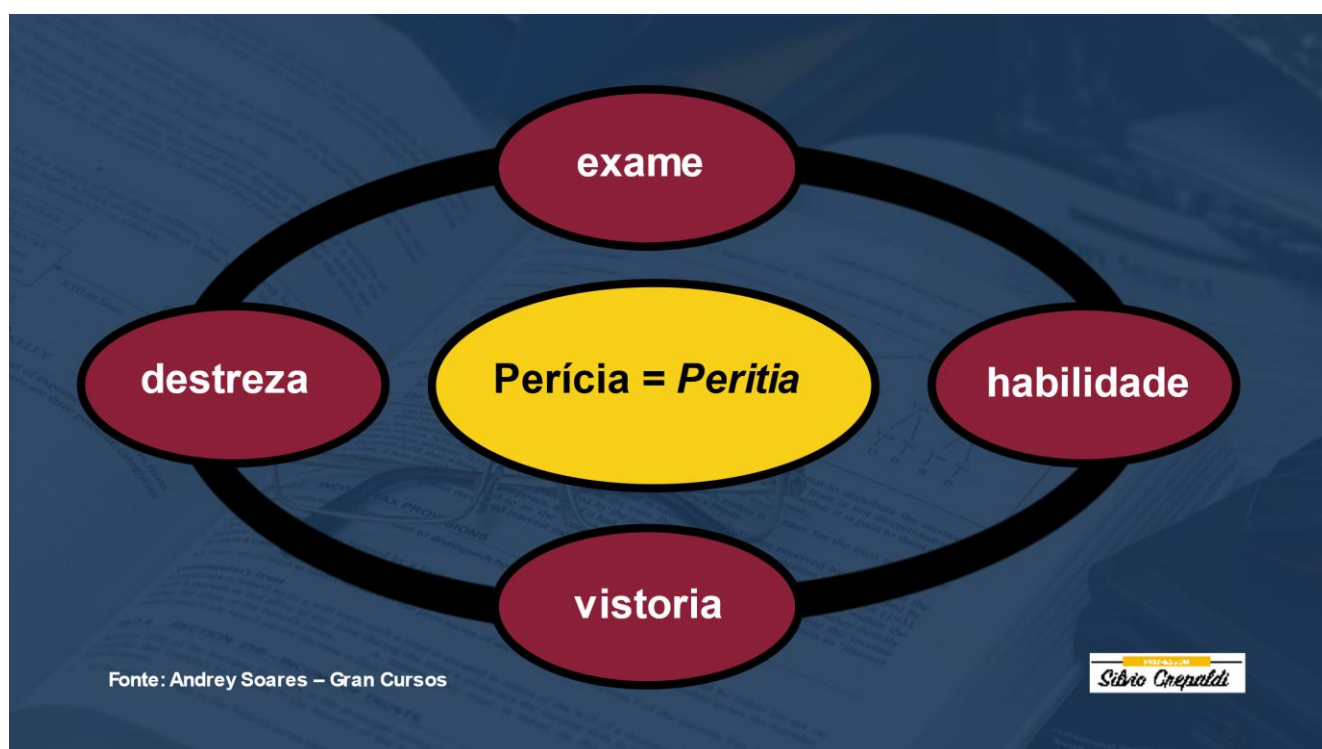 exame
destreza
Perícia = Peritia
habilidade
vistoria
Fonte: Andrey Soares – Gran Cursos
Silvio Crepaldi